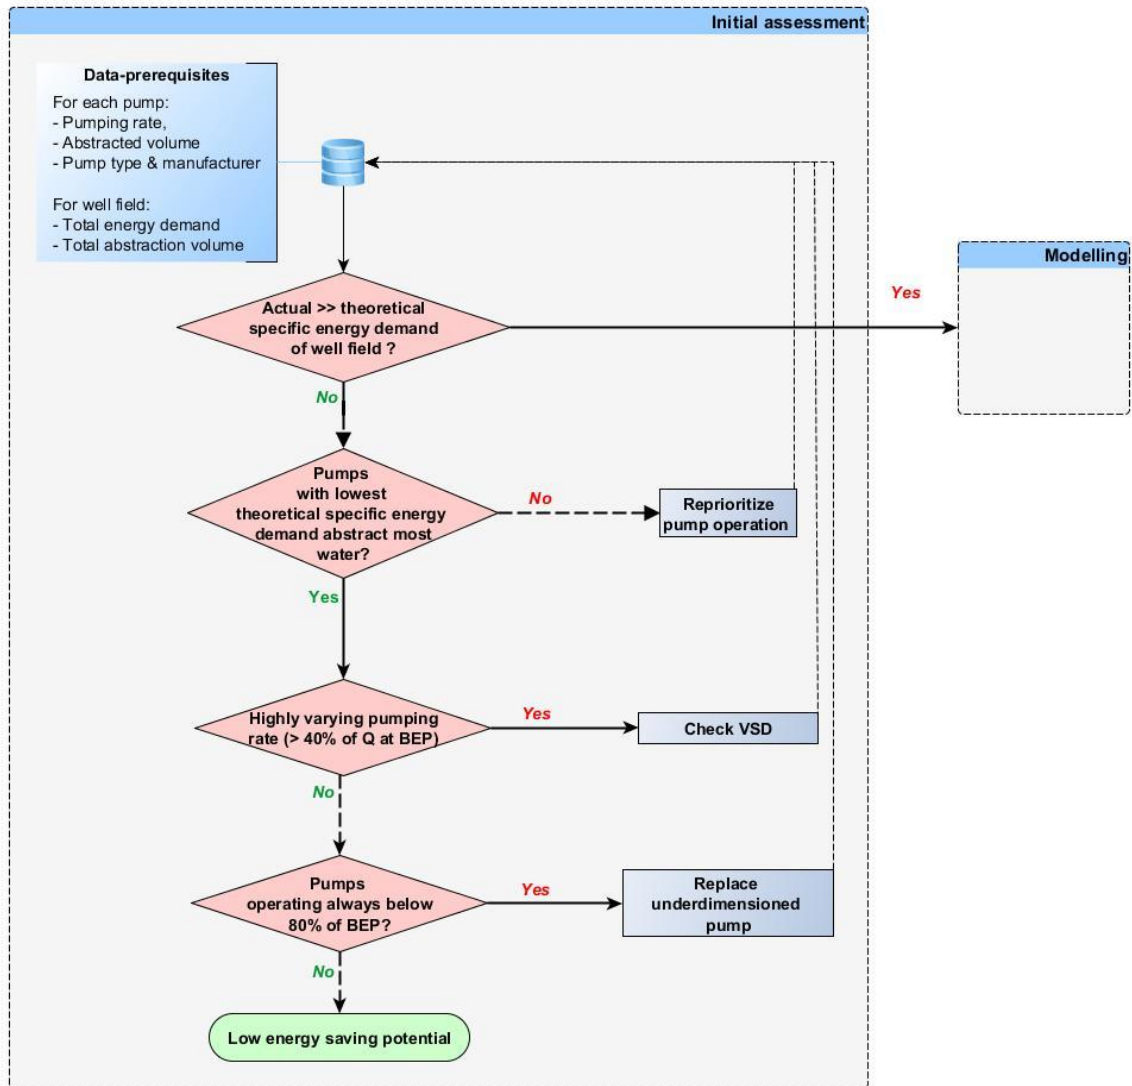 Initial assessment
Data-prerequisites
For each pump:
- Pumping rate,
- Abstracted volume
- Pump type & manufacturer
For well field:
- Total energy demand
- Total abstraction volume
Modelling
Actual >> theoretical
specific energy demand
of well field ?
Yes
No
Pumps
with lowest
theoretical specific energy
demand abstract most
water?
No
Reprioritize
pump operation
Yes
Highly varying pumping
rate (> 40% of Q at BEP)
Yes
Check VSD
No
Pumps
operating always below
80% of BEP?
Yes
Replace
underdimensioned
pump
No
Low energy saving potential